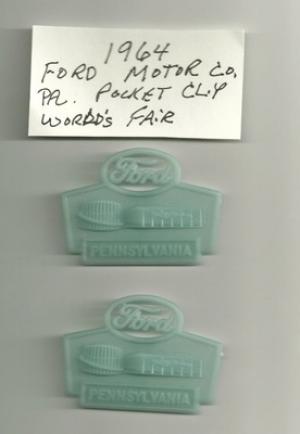 1964
FORD MOTOR CO.
PA. POCKET CLIP
WORLD'S FAIR
Ford
PENNSYLVANIA
Ford
PENNSYLVANIA